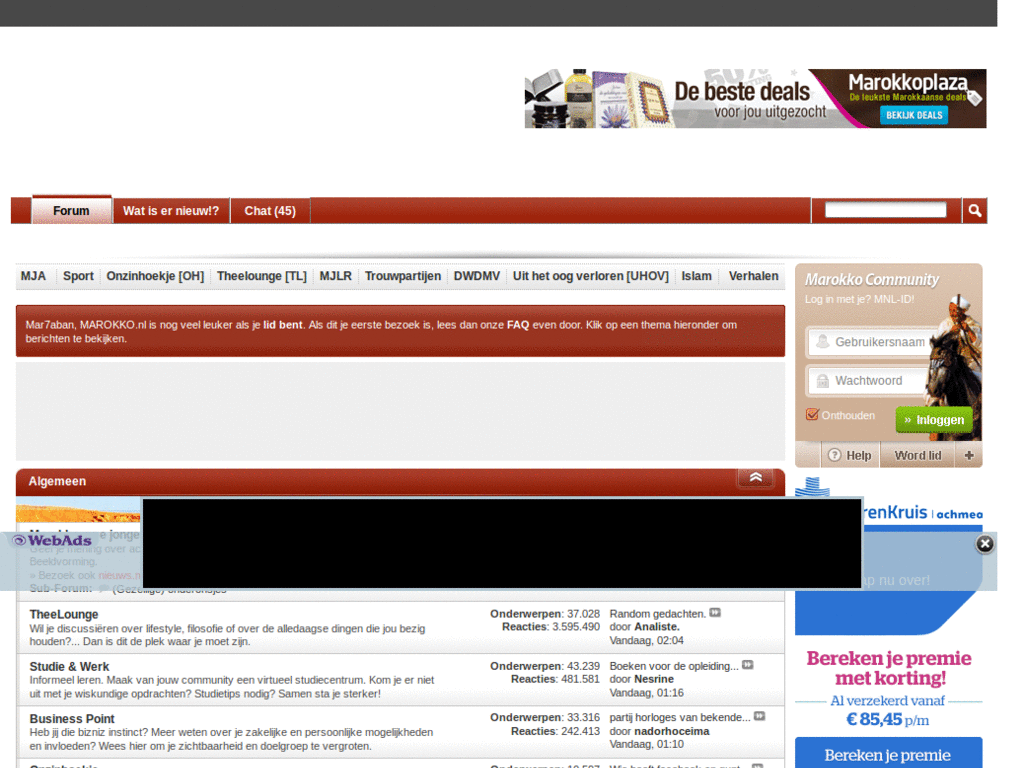 50%
De beste deals
voor jou uitgezocht
Marokkoplaza
De leukste Marokkaanse deals
BEKIJK DEALS
Forum
Wat is er nieuw!?
Chat (45)
MJA
Sport
Onzinhoekje [OH]
Theelounge [TL]
MJLR
Trouwpartijen
DWDMV
Uit het oog verloren [UHOV]
Islam
Verhalen
Marokko Community
Log in met je? MNL-ID!
Gebruikersnaam
Wachtwoord
Onthouden
» Inloggen
Help
Word lid
Mar7aban, MAROKKO.nl is nog veel leuker als je lid bent. Als dit je eerste bezoek is, lees dan onze FAQ even door. Klik op een thema hieronder om
berichten te bekijken.
Algemeen
WebAds
e jonge
Geef je mening over ac
Beeldvorming.
» Bezoek ook nieuws.n
Sub-Forum: (Gezellige) onderonsjes
TheeLounge
Wil je discussiëren over lifestyle, filosofie of over de alledaagse dingen die jou bezig
houden?... Dan is dit de plek waar je moet zijn.
Onderwerpen: 37.028
Reacties: 3.595.490
Random gedachten.
door Analiste.
Vandaag, 02:04
Studie & Werk
Informeel leren. Maak van jouw community een virtueel studiecentrum. Kom je er niet
uit met je wiskundige opdrachten? Studietips nodig? Samen sta je sterker!
Onderwerpen: 43.239
Reacties: 481.581
Boeken voor de opleiding...
door Nesrine
Vandaag, 01:16
Business Point
Heb jij die bizniz instinct? Meer weten over je zakelijke en persoonlijke mogelijkheden
en invloeden? Wees hier om je zichtbaarheid en doelgroep te vergroten.
Onderwerpen: 33.316
Reacties: 242.413
partij horloges van bekende...
door nadorhoceima
Vandaag, 01:10
renKruis | achmea
ap nu over!
Bereken je premie
met korting!
Al verzekerd vanaf
€ 85,45 p/m
Bereken je premie